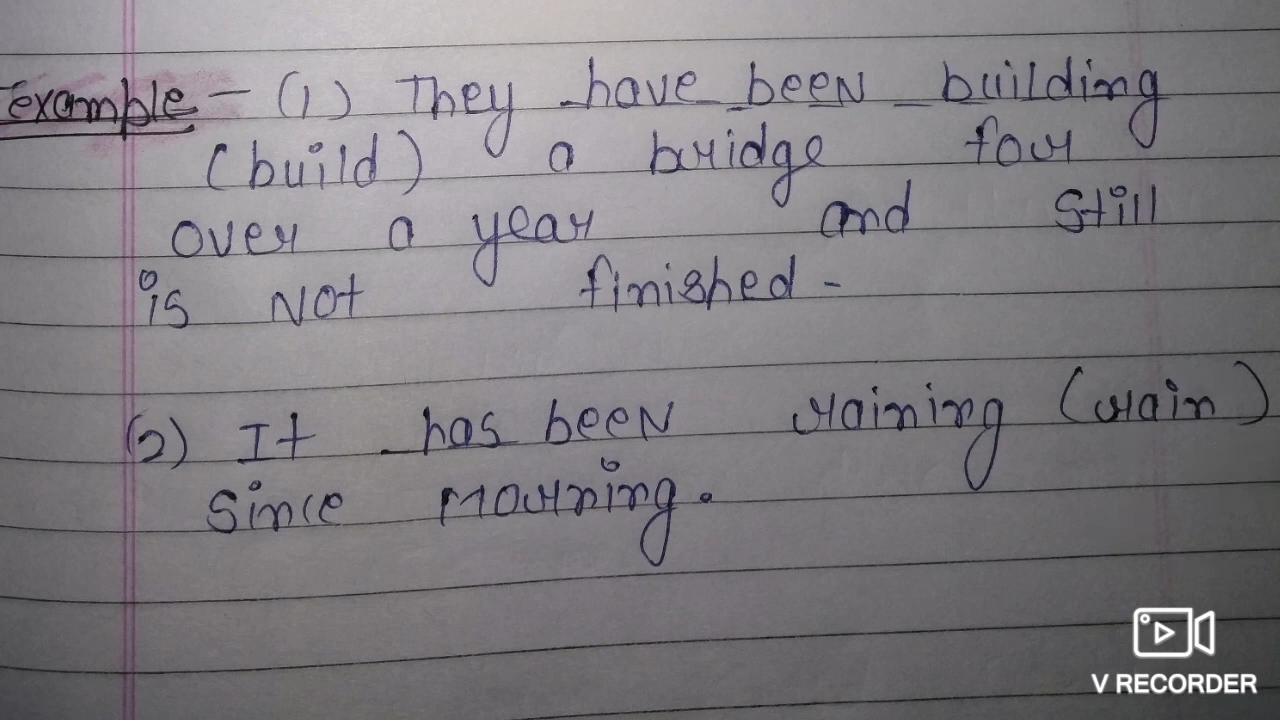 example - (1) They have been building
(build) a bridge for
over a year and still
is not finished -
(2) It has been raining (rain)
since morning.
V RECORDER